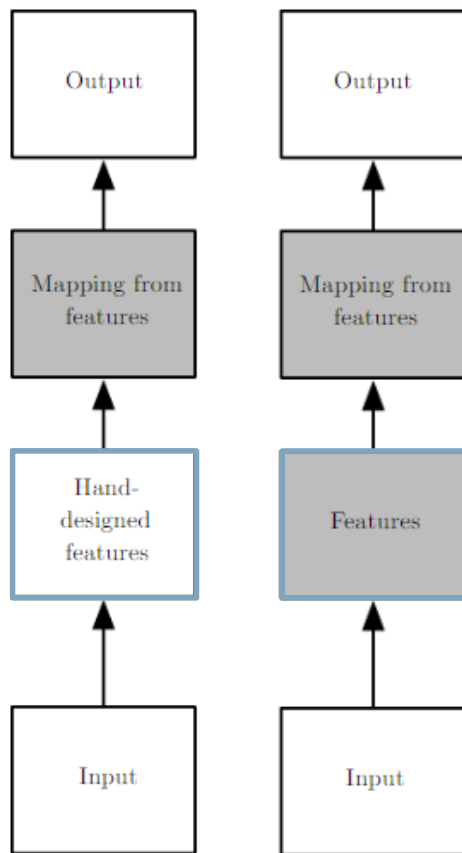 Output
Mapping from
features
Hand-
designed
features
Input
Output
Mapping from
features
Features
Input